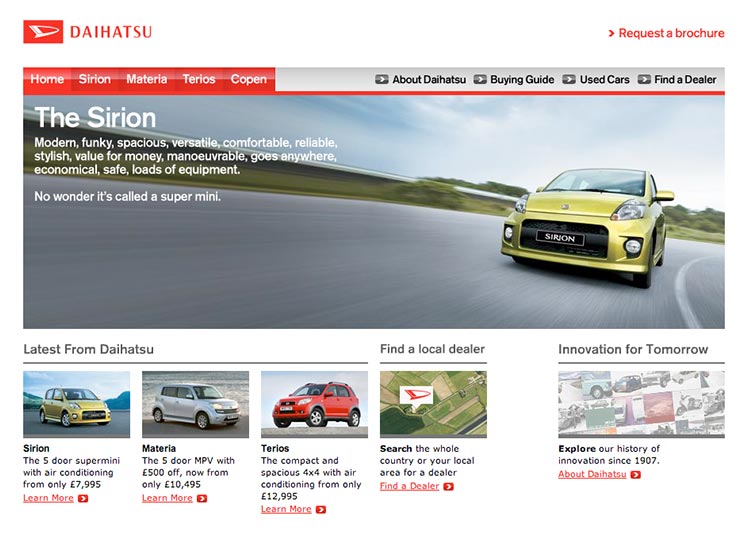 DAIHATSU
Request a brochure
Home Sirion Materia Terios Copen
About Daihatsu Buying Guide Used Cars Find a Dealer
The Sirion
Modern, funky, spacious, versatile, comfortable, reliable,
stylish, value for money, manoeuvrable, goes anywhere,
economical, safe, loads of equipment.
No wonder it's called a super mini.
SIRION
Latest From Daihatsu
Sirion
The 5 door supermini
with air conditioning
from only £7,995
Learn More
Materia
The 5 door MPV with
£500 off, now from
only £10,495
Learn More
Terios
The compact and
spacious 4x4 with air
conditioning from only
£12,995
Learn More
Find a local dealer
Search the whole
country or your local
area for a dealer
Find a Dealer
Innovation for Tomorrow
Explore our history of
innovation since 1907.
About Daihatsu